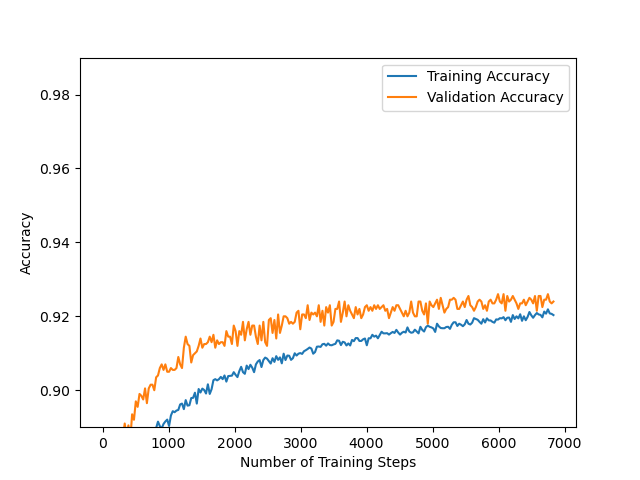 Training Accuracy
Validation Accuracy
0.98
0.96
0.94
0.92
0.90
Accuracy
0 1000 2000 3000 4000 5000 6000 7000
Number of Training Steps